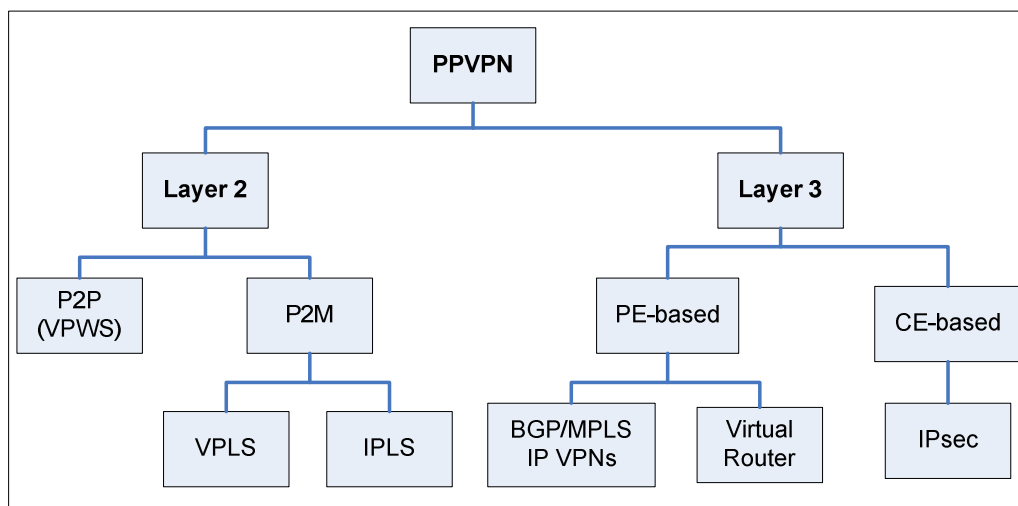 PPVPN
Layer 2
Layer 3
P2P
(VPWS)
P2M
PE-based
CE-based
VPLS
IPLS
BGP/MPLS
IP VPNs
Virtual
Router
IPsec